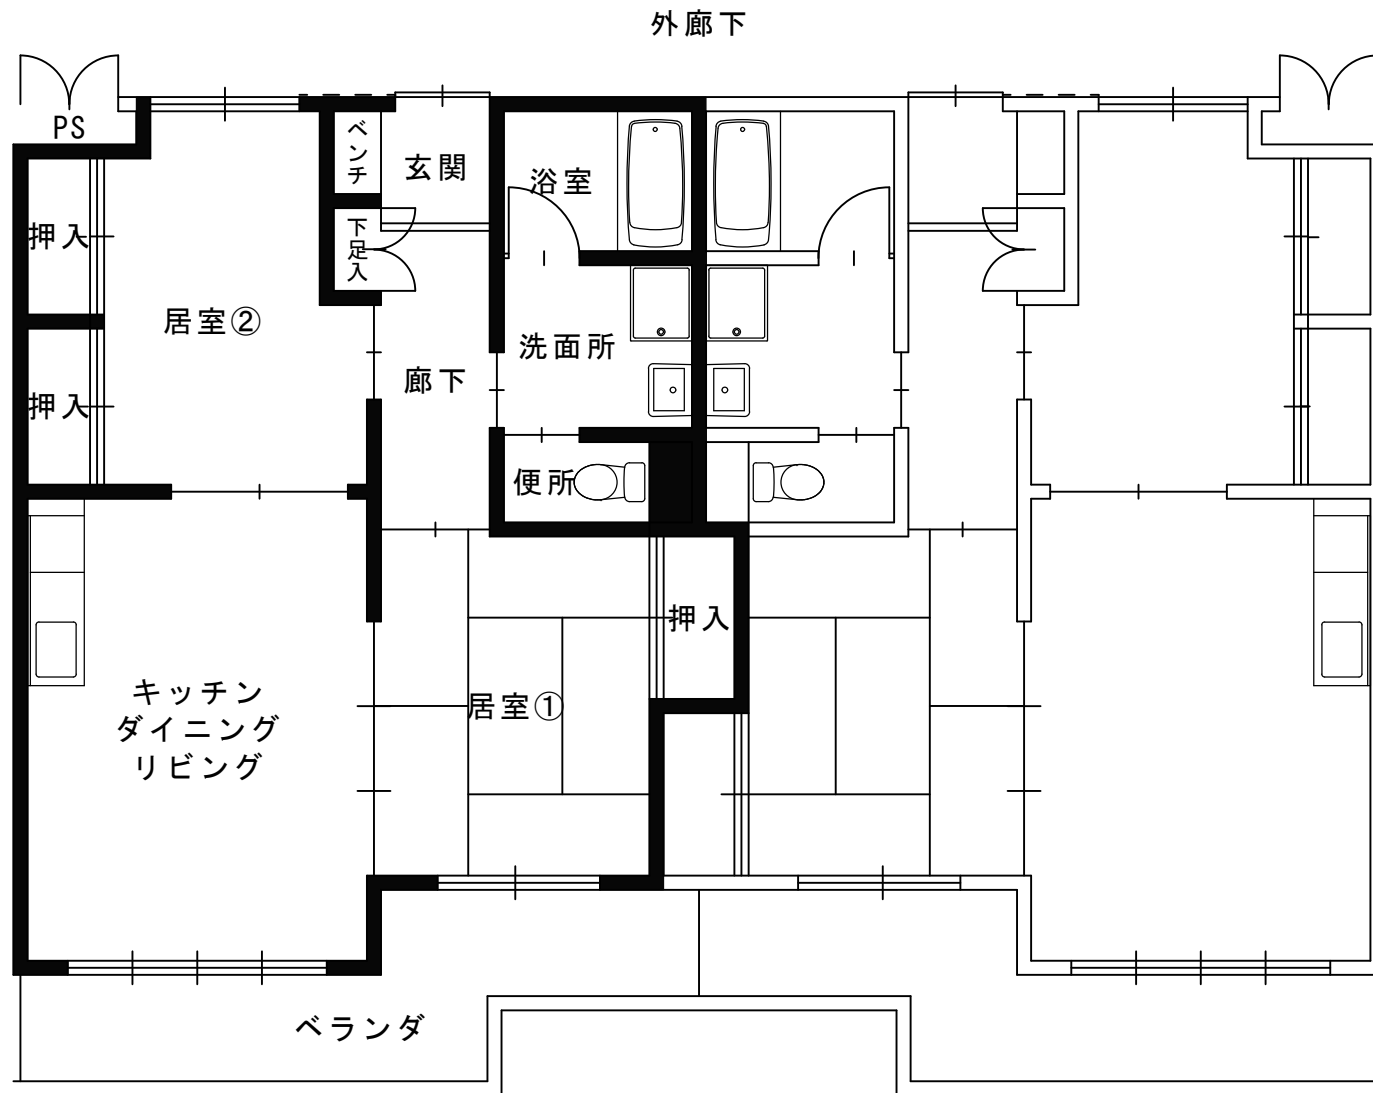 外廊下
PS
ベンチ
玄関
浴室
押入
下足入
居室②
洗面所
廊下
押入
便所
押入
キッチン
ダイニング
リビング
居室①
ベランダ